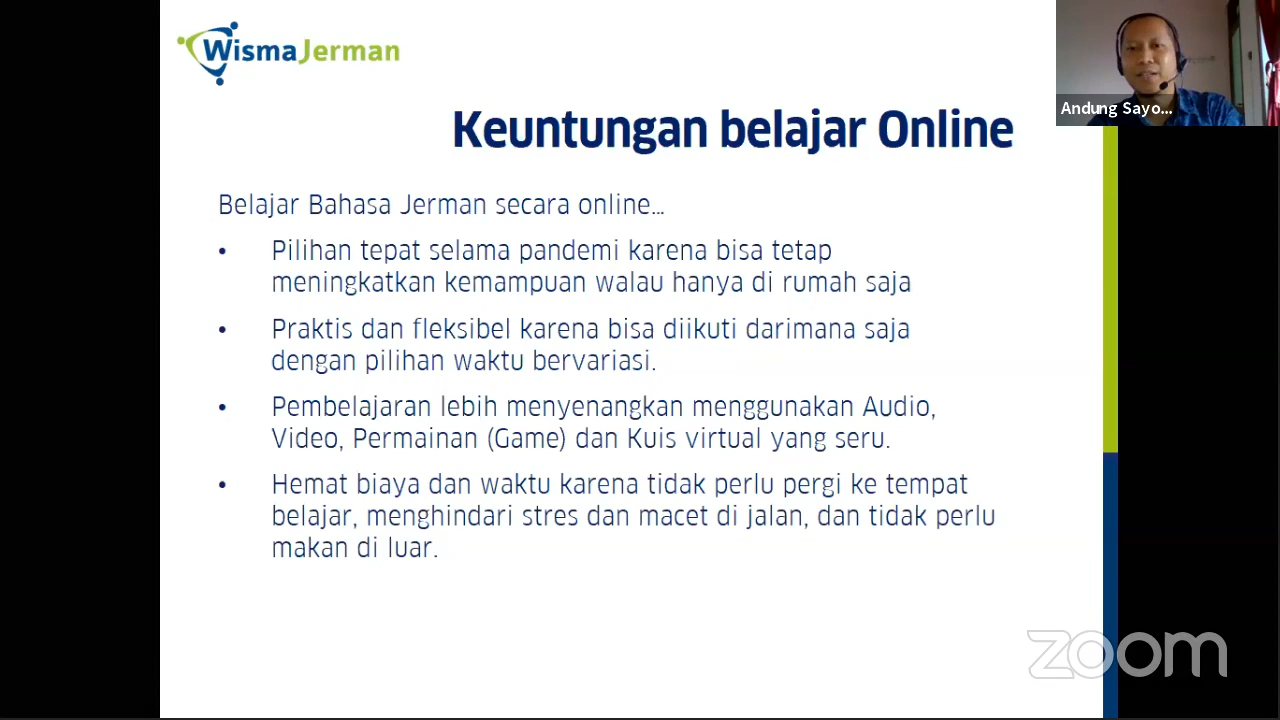 WismaJerman
Andung Sayo...
Keuntungan belajar Online
Belajar Bahasa Jerman secara online...
• Pilihan tepat selama pandemi karena bisa tetap
meningkatkan kemampuan walau hanya di rumah saja
• Praktis dan fleksibel karena bisa diikuti darimana saja
dengan pilihan waktu bervariasi.
• Pembelajaran lebih menyenangkan menggunakan Audio,
Video, Permainan (Game) dan Kuis virtual yang seru.
• Hemat biaya dan waktu karena tidak perlu pergi ke tempat
belajar, menghindari stres dan macet di jalan, dan tidak perlu
makan di luar.
zoom